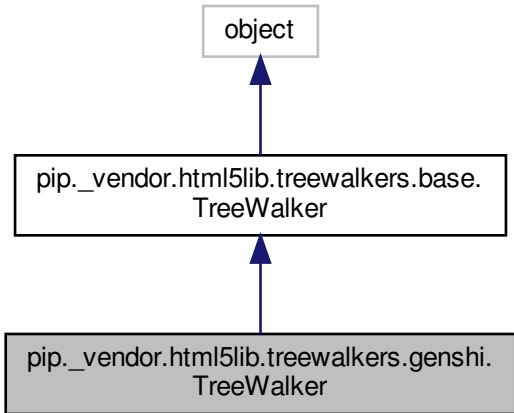 object
pip._vendor.html5lib.treewalkers.base.
TreeWalker
pip._vendor.html5lib.treewalkers.genshi.
TreeWalker